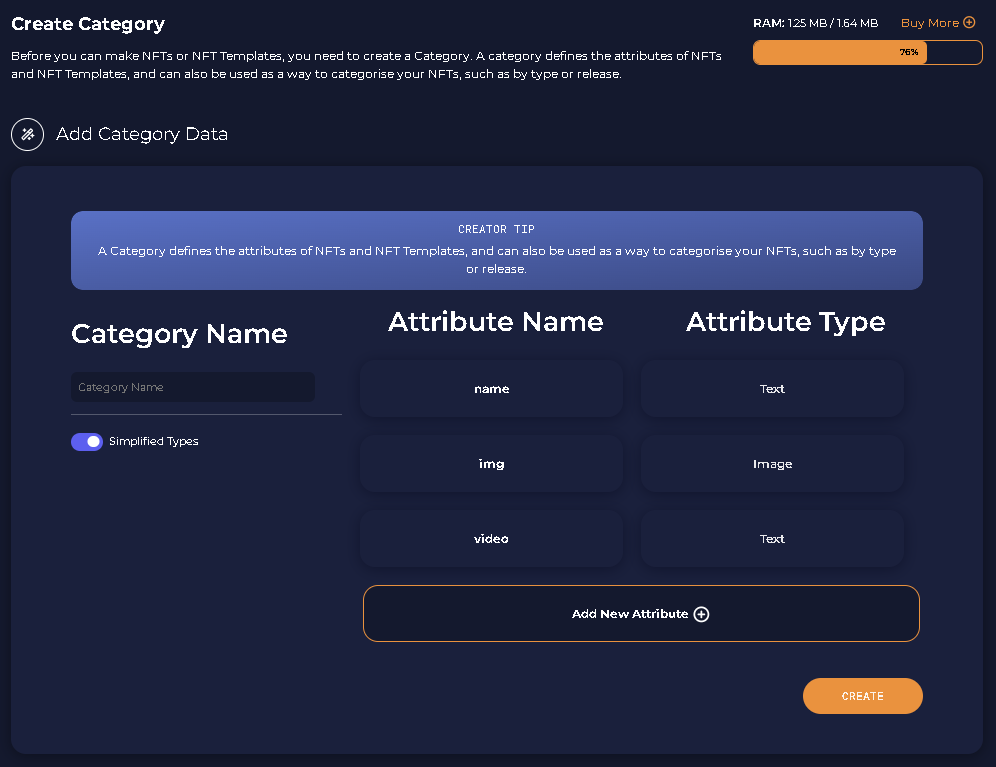 Create Category
RAM: 1.25 MB / 1.64 MB Buy More
Before you can make NFTs or NFT Templates, you need to create a Category. A category defines the attributes of NFTs
and NFT Templates, and can also be used as a way to categorise your NFTs, such as by type or release.
76%
Add Category Data
CREATOR TIP
A Category defines the attributes of NFTs and NFT Templates, and can also be used as a way to categorise your NFTs, such as by type
or release.
Category Name
Category Name
Simplified Types
Attribute Name Attribute Type
name Text
img Image
video Text
Add New Attribute
CREATE